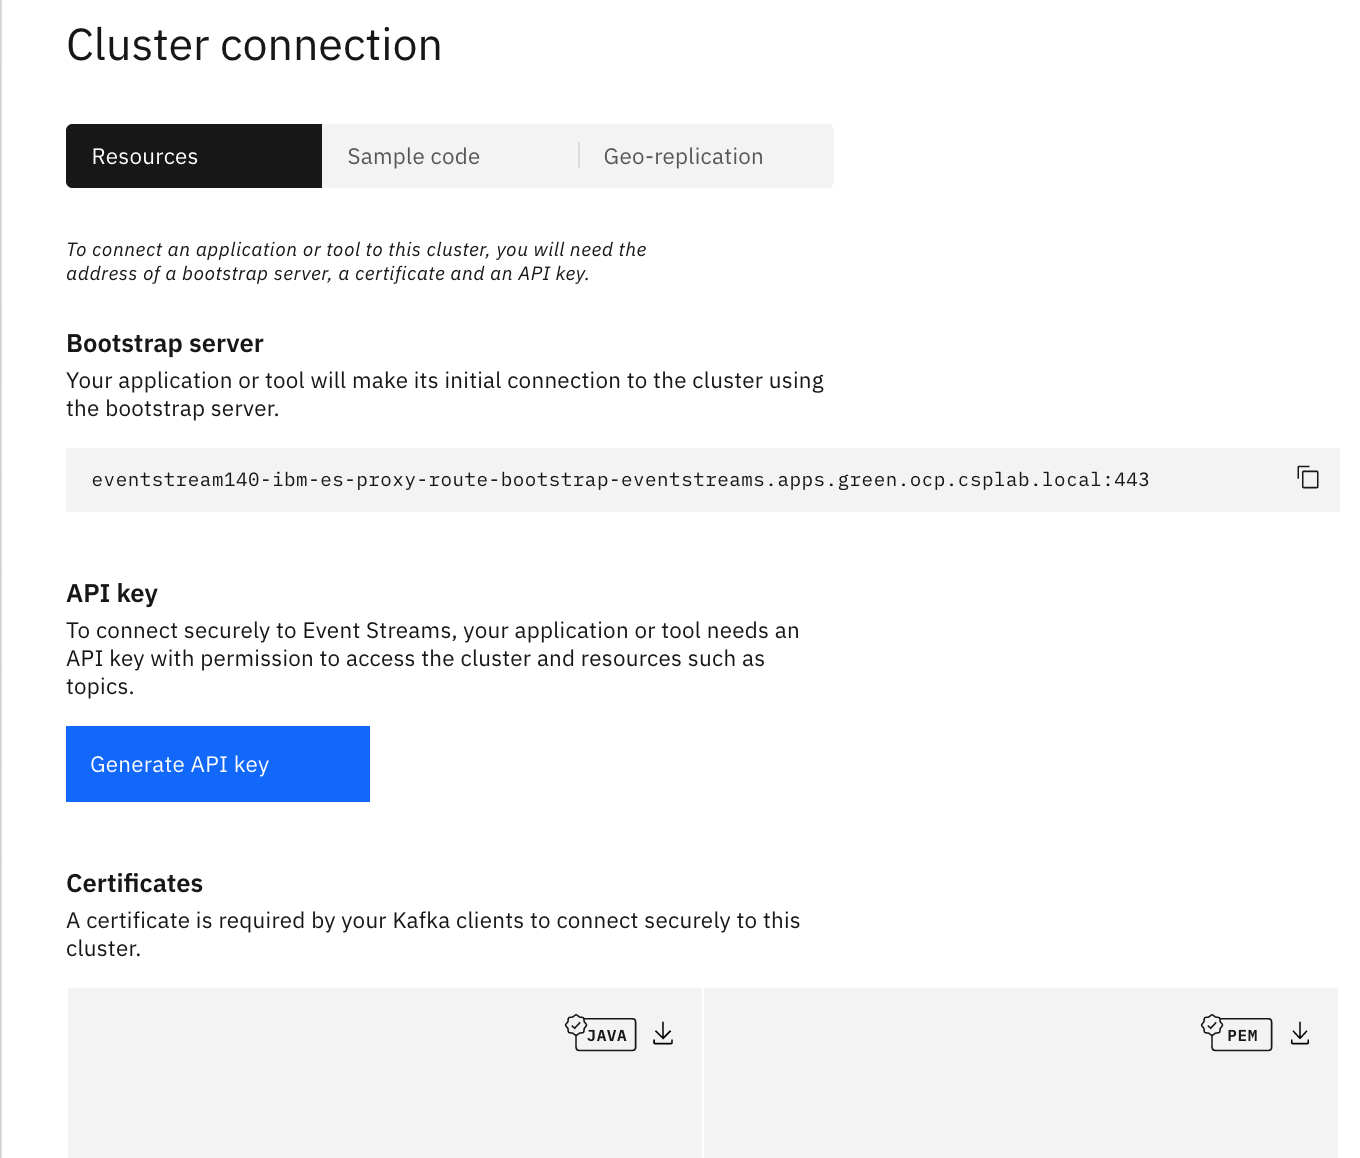 Cluster connection
Resources
Sample code
Geo-replication
To connect an application or tool to this cluster, you will need the
address of a bootstrap server, a certificate and an API key.
Bootstrap server
Your application or tool will make its initial connection to the cluster using
the bootstrap server.
eventstream140-ibm-es-proxy-route-bootstrap-eventstreams.apps.green.ocp.csplab.local:443
API key
To connect securely to Event Streams, your application or tool needs an
API key with permission to access the cluster and resources such as
topics.
Generate API key
Certificates
A certificate is required by your Kafka clients to connect securely to this
cluster.
JAVA
PEM